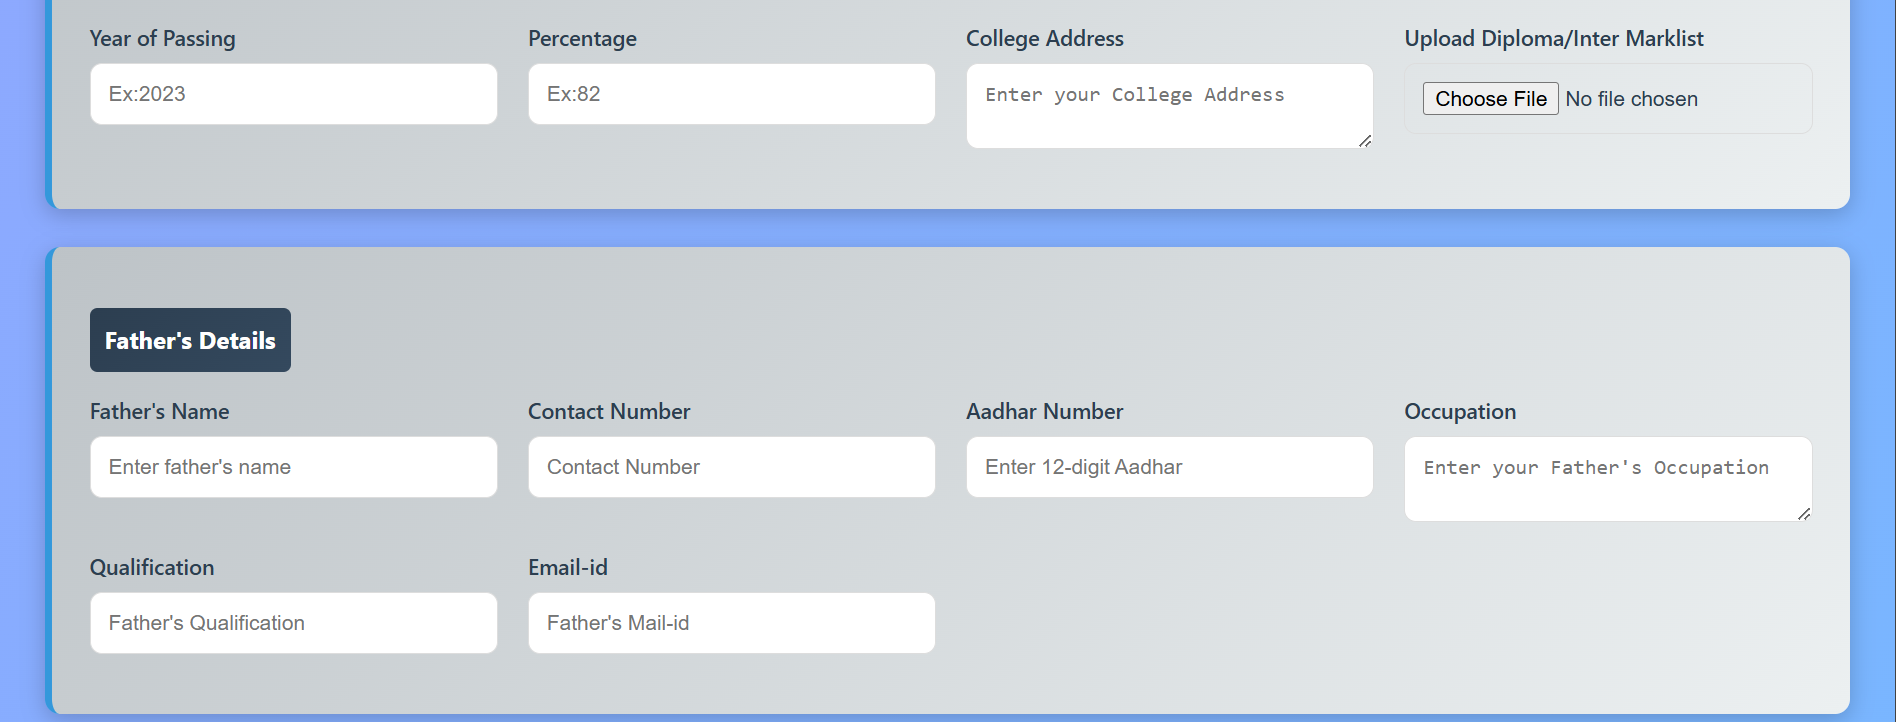 Year of Passing
Percentage
College Address
Upload Diploma/Inter Marklist
Ex:2023
Ex:82
Enter your College Address
Choose File No file chosen
Father's Details
Father's Name
Contact Number
Aadhar Number
Occupation
Enter father's name
Contact Number
Enter 12-digit Aadhar
Enter your Father's Occupation
Qualification
Email-id
Father's Qualification
Father's Mail-id